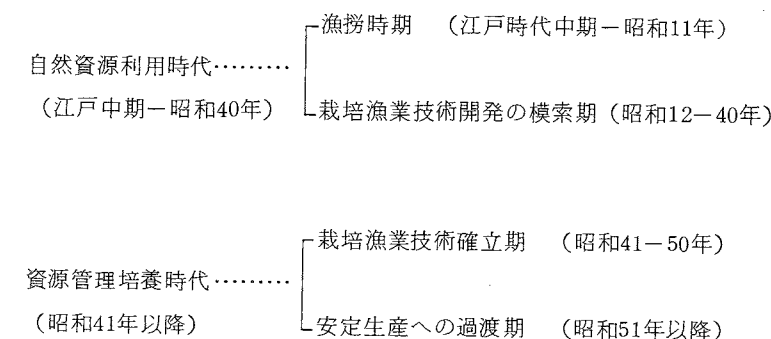 漁撈時期 (江戸時代中期−昭和11年)
自然資源利用時代………
(江戸中期−昭和40年)
栽培漁業技術開発の模索期 (昭和12−40年)
栽培漁業技術確立期 (昭和41−50年)
資源管理培養時代………
(昭和41年以降)
安定生産への過渡期 (昭和51年以降)